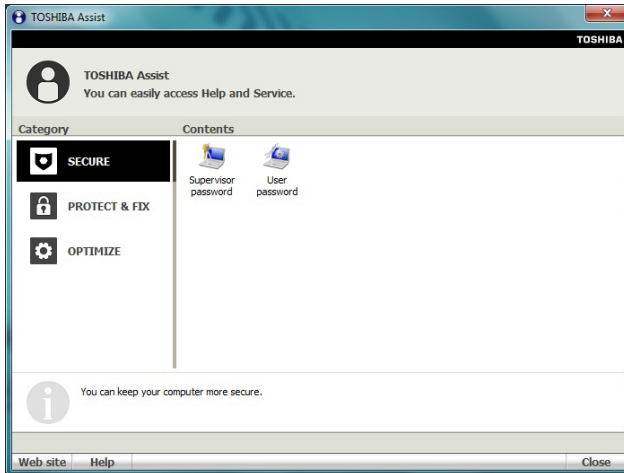 TOSHIBA Assist
TOSHIBA
TOSHIBA Assist
You can easily access Help and Service.
Category
Contents
SECURE
PROTECT & FIX
OPTIMIZE
Supervisor
password
User
password
You can keep your computer more secure.
Web site
Help
Close